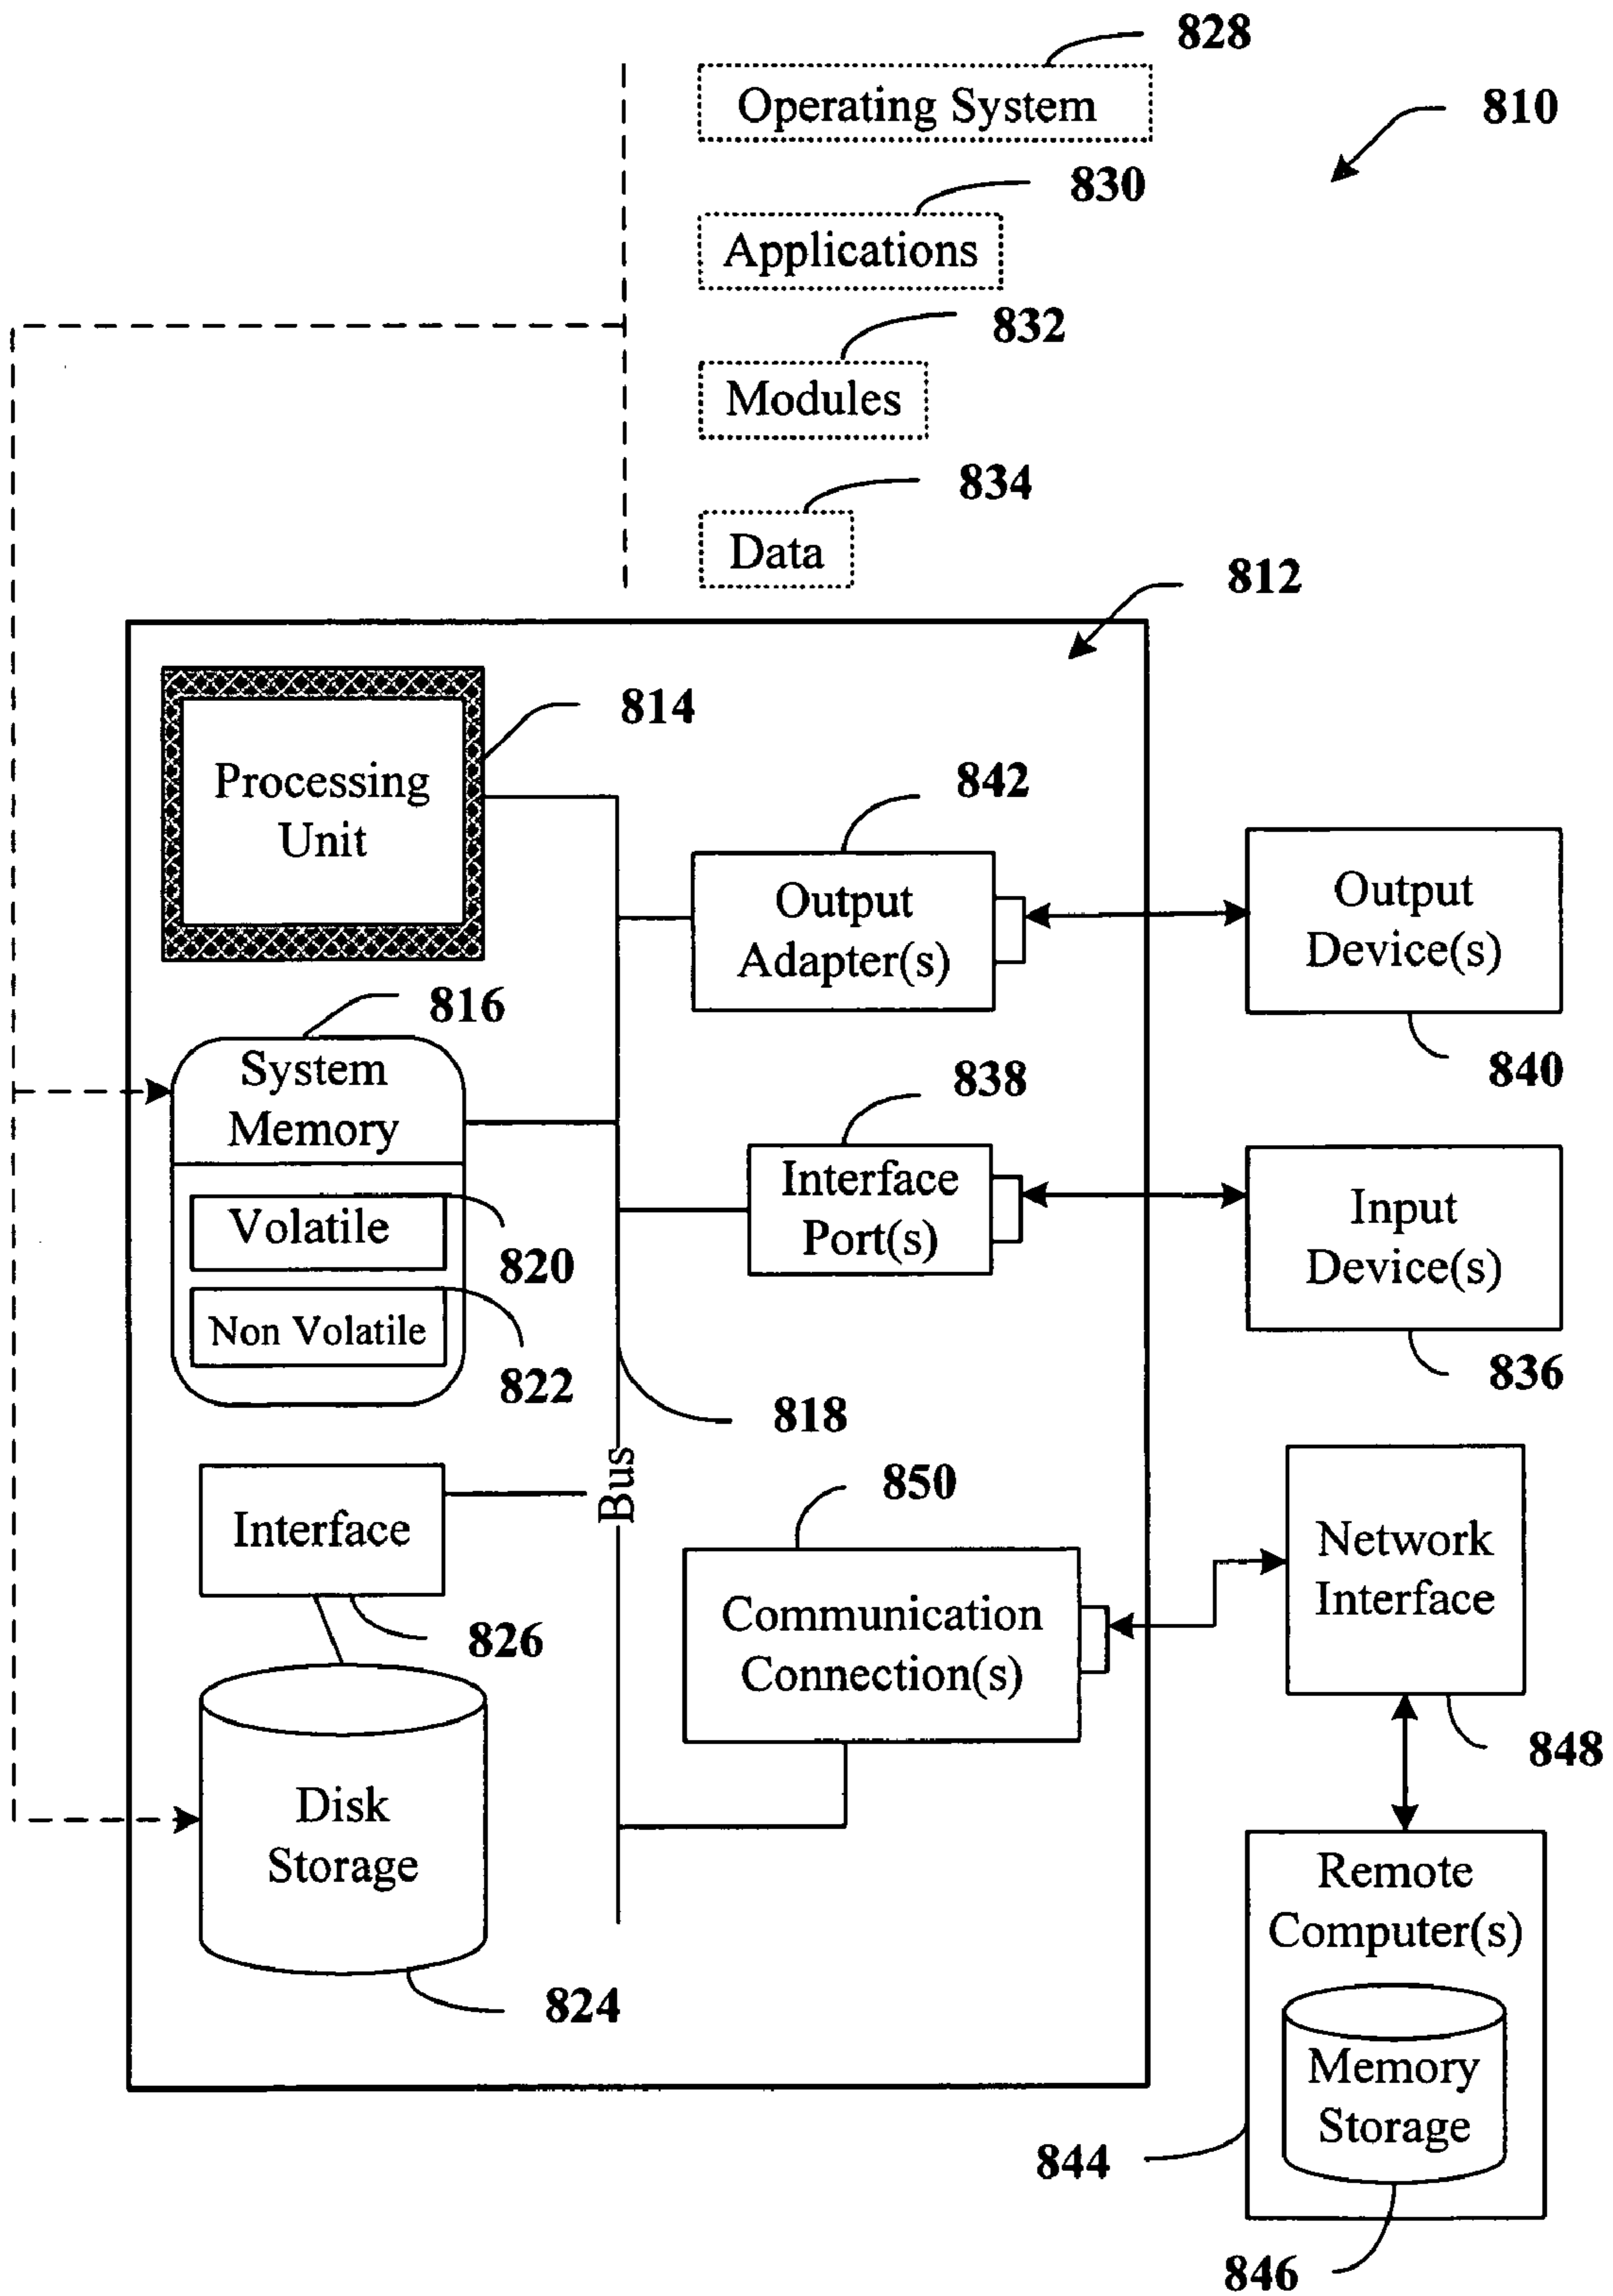 828
Operating System
810
830
Applications
832
Modules
834
Data
812
814
Processing
Unit
842
Output
Adapter(s)
Output
Device(s)
840
816
System
Memory
838
Interface
Port(s)
Input
Device(s)
836
Volatile
820
Non Volatile
822
818
Bus
Interface
826
850
Communication
Connection(s)
Network
Interface
848
Disk
Storage
824
Remote
Computer(s)
Memory
Storage
844
846